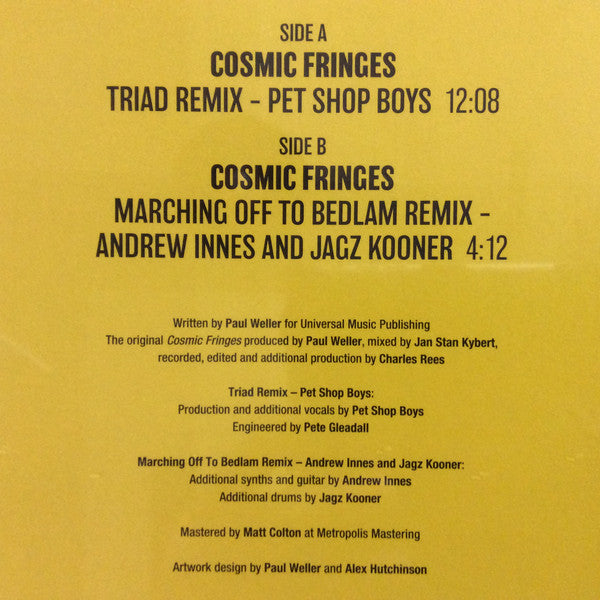 SIDE A
COSMIC FRINGES
TRIAD REMIX - PET SHOP BOYS 12:08
SIDE B
COSMIC FRINGES
MARCHING OFF TO BEDLAM REMIX -
ANDREW INNES AND JAGZ KOONER 4:12
Written by Paul Weller for Universal Music Publishing
The original Cosmic Fringes produced by Paul Weller, mixed by Jan Stan Kybert,
recorded, edited and additional production by Charles Rees
Triad Remix – Pet Shop Boys:
Production and additional vocals by Pet Shop Boys
Engineered by Pete Gleadall
Marching Off To Bedlam Remix – Andrew Innes and Jagz Kooner:
Additional synths and guitar by Andrew Innes
Additional drums by Jagz Kooner
Mastered by Matt Colton at Metropolis Mastering
Artwork design by Paul Weller and Alex Hutchinson